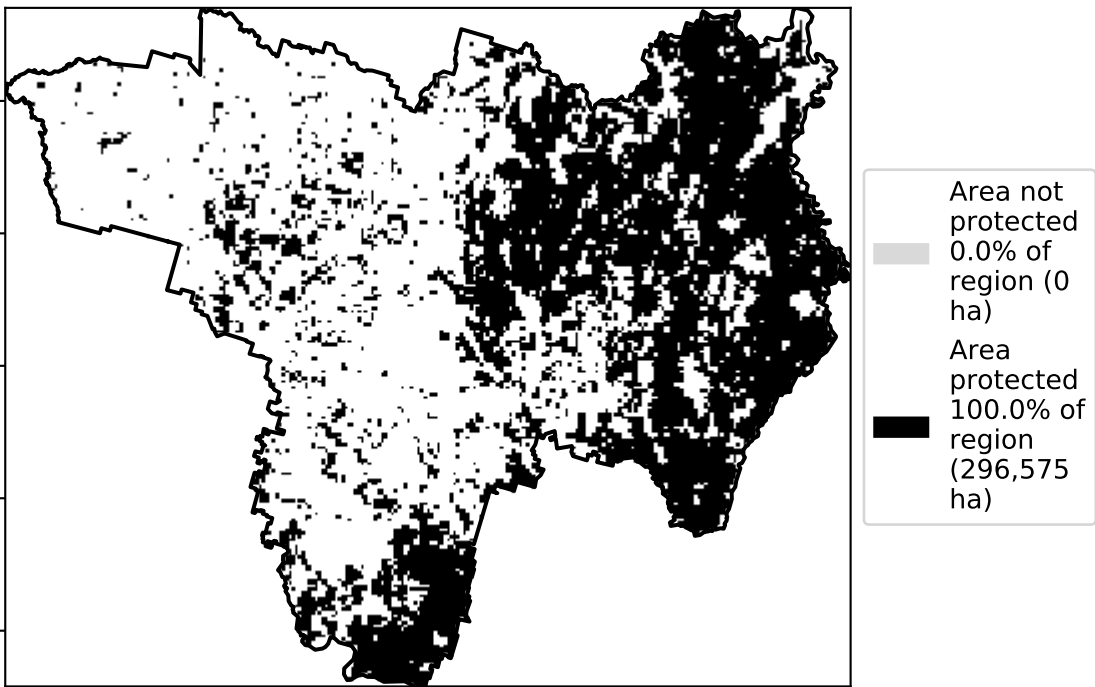 Area not
protected
0.0% of
region (0
ha)
Area
protected
100.0% of
region
(296,575
ha)